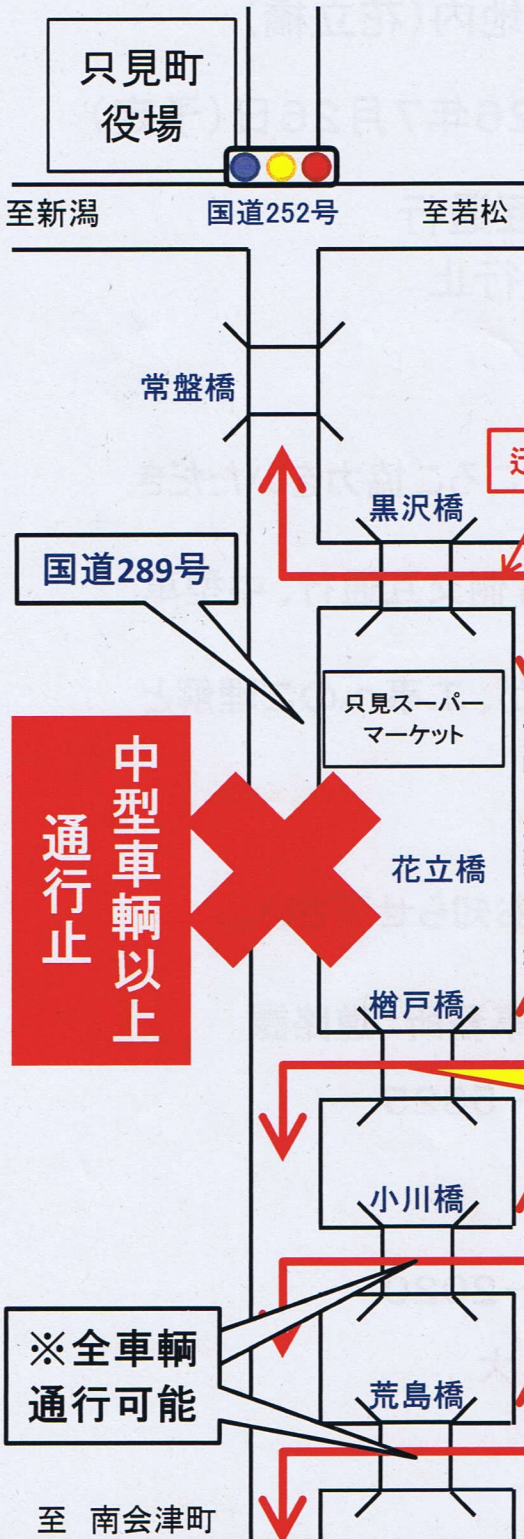 只見町
役場
至新潟
国道252号
至若松
常盤橋
黒沢橋
国道289号
只見スーパー
マーケット
中型車輌以上
通行止
花立橋
楢戸橋
小川橋
※全車輌
通行可能
荒島橋
至 南会津町